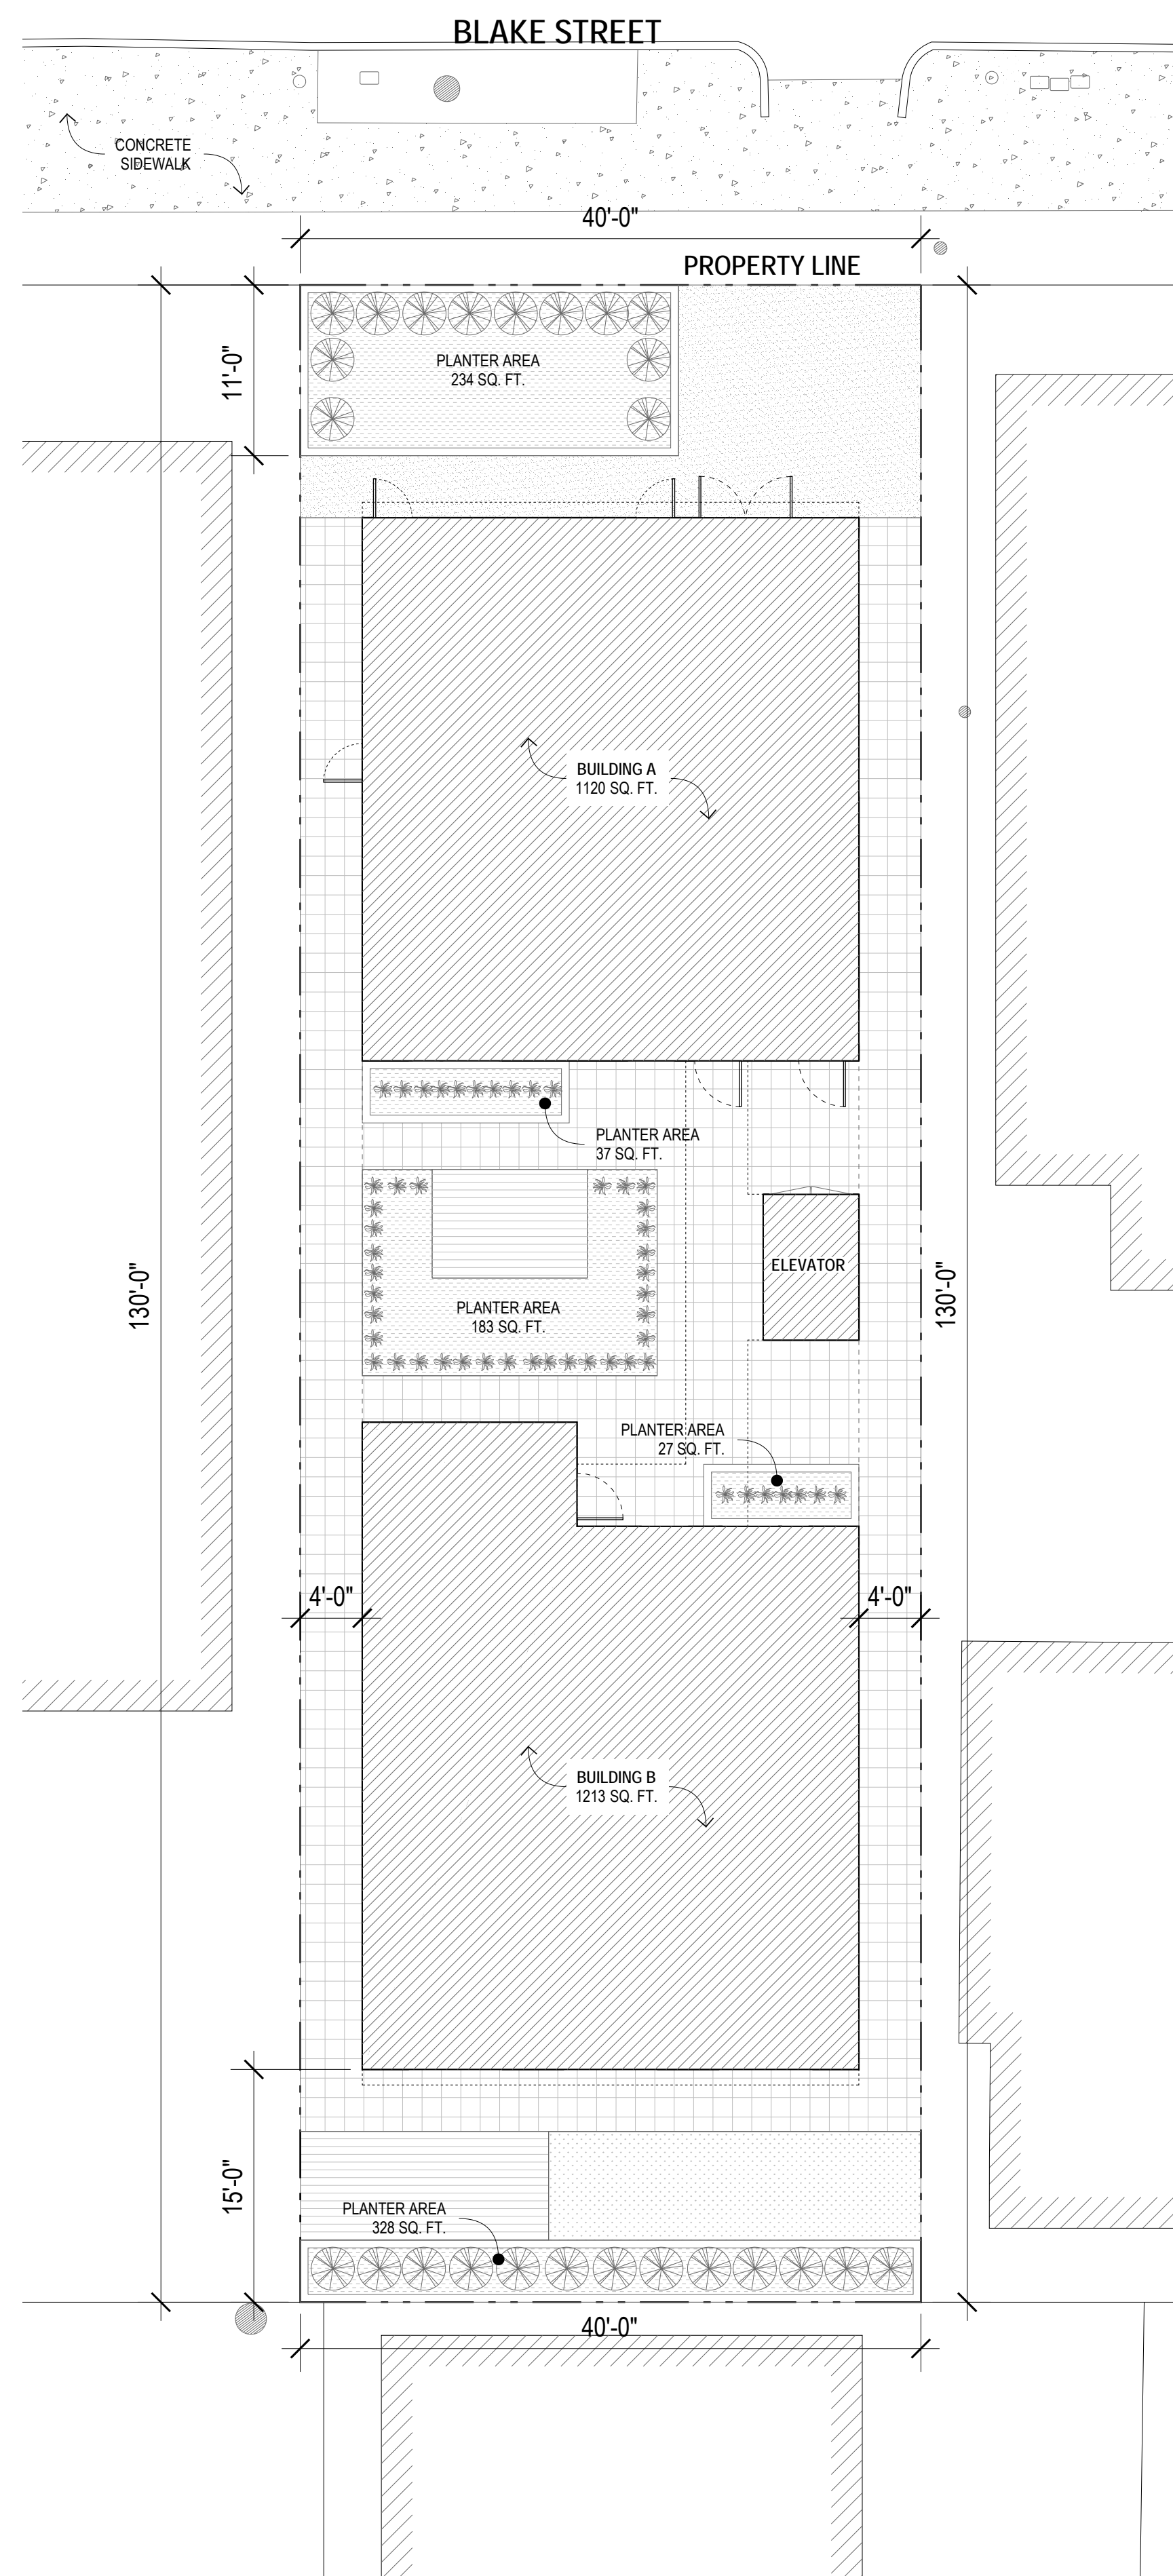 BLAKE STREET
CONCRETE
SIDEWALK
40'-0"
PROPERTY LINE
11'-0"
PLANTER AREA
234 SQ. FT.
BUILDING A
1120 SQ. FT.
PLANTER AREA
37 SQ. FT.
ELEVATOR
130'-0"
130'-0"
PLANTER AREA
183 SQ. FT.
PLANTER AREA
27 SQ. FT.
4'-0"
4'-0"
BUILDING B
1213 SQ. FT.
15'-0"
PLANTER AREA
328 SQ. FT.
40'-0"